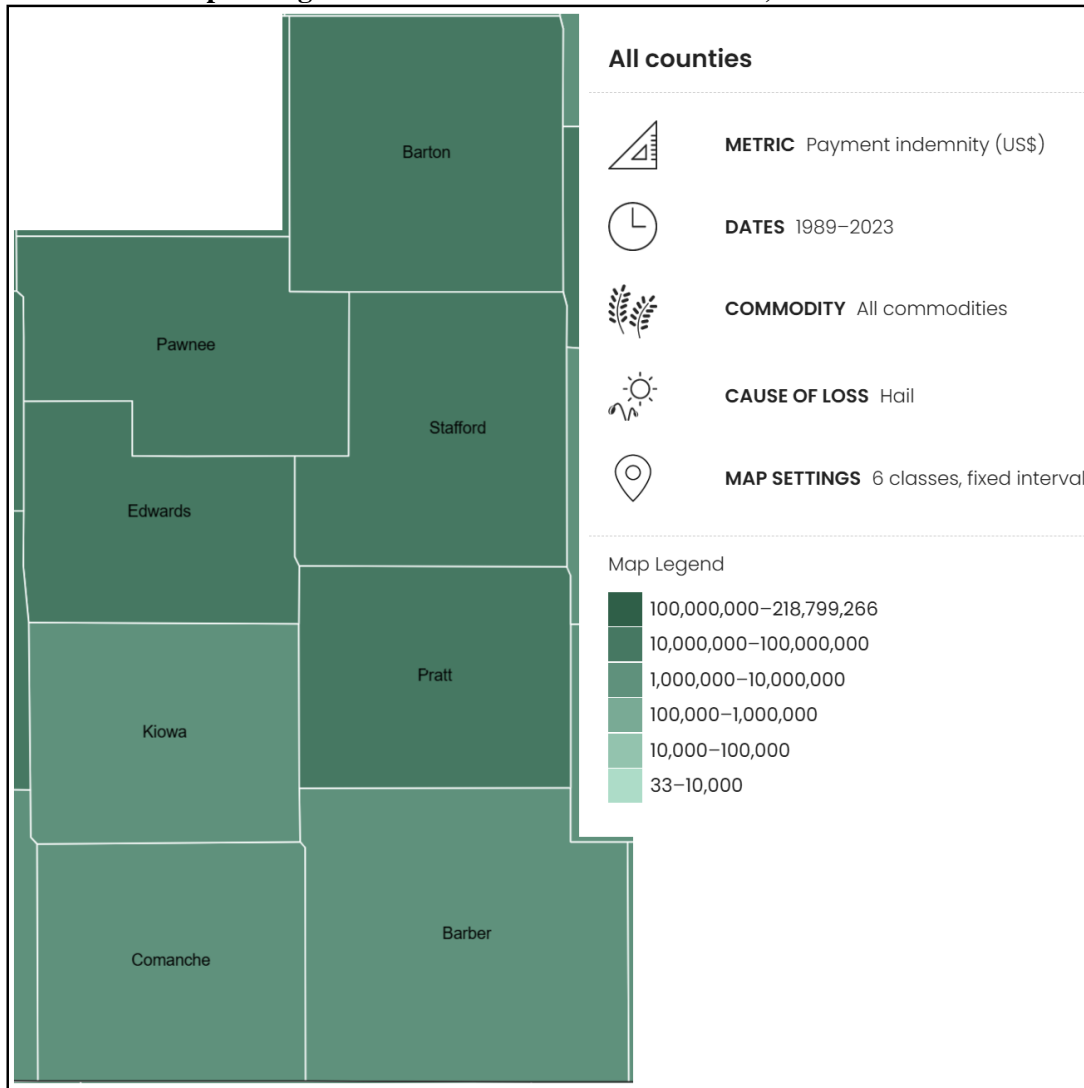 Barton
Pawnee
Stafford
Edwards
Pratt
Kiowa
Barber
Comanche
All counties
METRIC Payment indemnity (US$)
DATES 1989–2023
COMMODITY All commodities
CAUSE OF LOSS Hail
MAP SETTINGS 6 classes, fixed interval
Map Legend
100,000,000–218,799,266
10,000,000–100,000,000
1,000,000–10,000,000
100,000–1,000,000
10,000–100,000
33–10,000